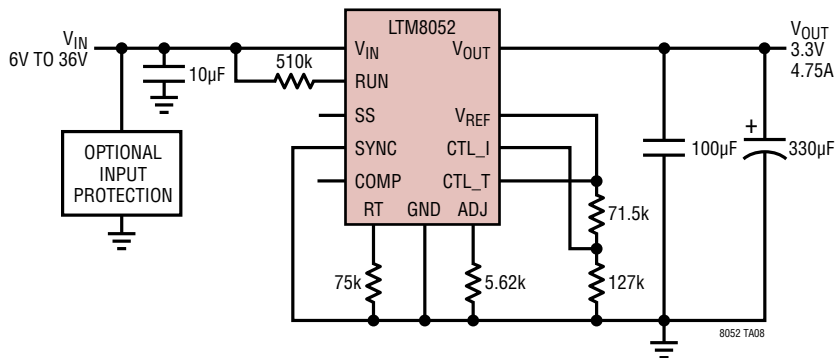 LTM8052
VIN
6V TO 36V
10µF
510k
VIN
RUN
SS
SYNC
COMP
RT
GND
ADJ
VOUT
VREF
CTL_I
CTL_T
OPTIONAL
INPUT
PROTECTION
75k
5.62k
71.5k
127k
100µF
+
330µF
VOUT
3.3V
4.75A
8052 TA08